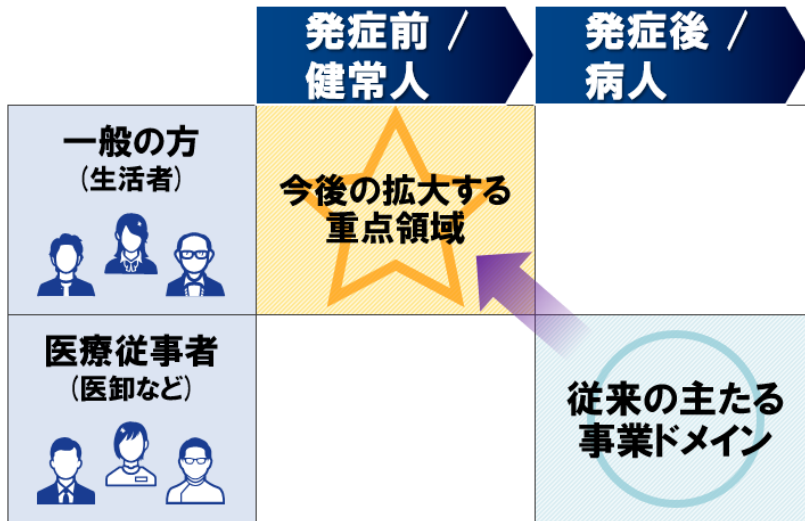 発症前 /
健常人
発症後 /
病人
一般の方
(生活者)
今後の拡大する
重点領域
医療従事者
(医卸など)
従来の主たる
事業ドメイン